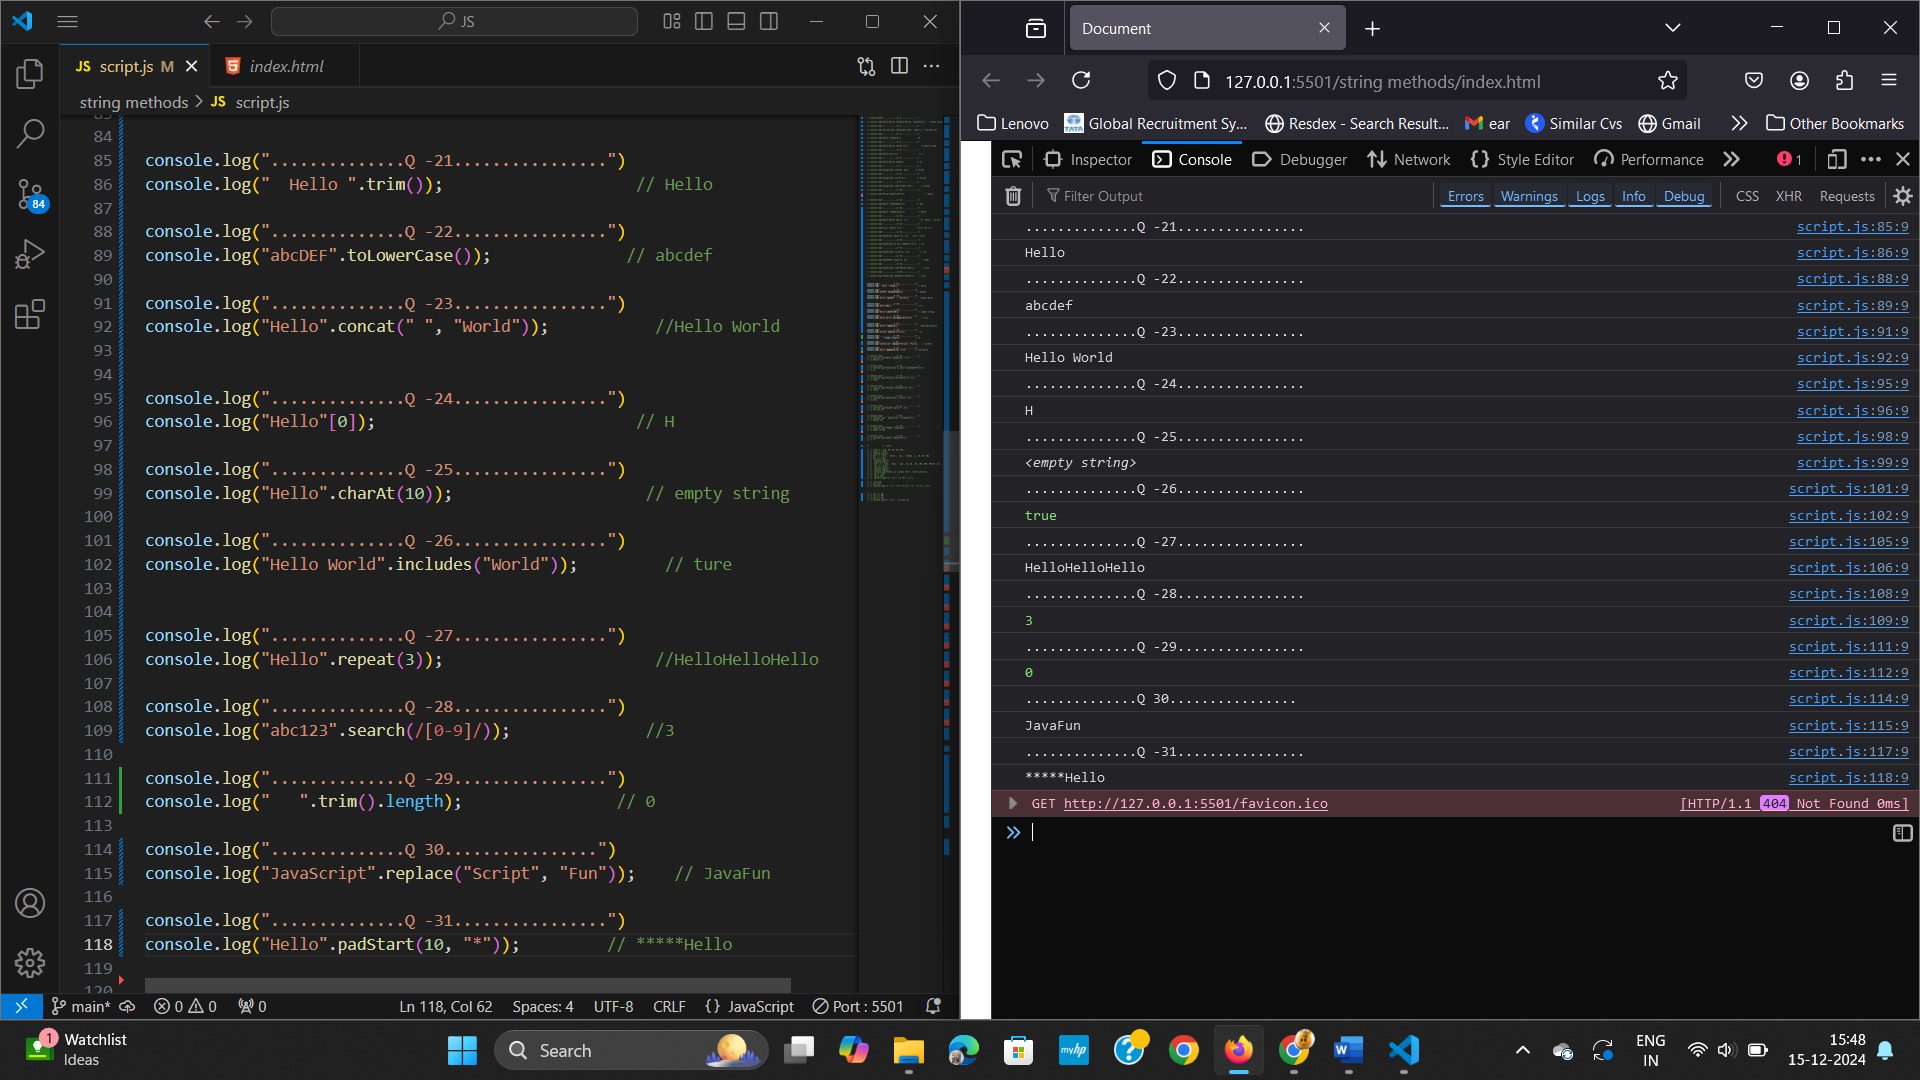 JS
JS script.js M
index.html
string methods > JS script.js
84
85 console.log("..............Q -21................")
86 console.log("  Hello ".trim());                    // Hello
87
88 console.log("..............Q -22................")
89 console.log("abcDEF".toLowerCase());              // abcdef
90
91 console.log("..............Q -23................")
92 console.log("Hello".concat(" ", "World"));           //Hello World
93
94
95 console.log("..............Q -24................")
96 console.log("Hello"[0]);                           // H
97
98 console.log("..............Q -25................")
99 console.log("Hello".charAt(10));                    // empty string
100
101 console.log("..............Q -26................")
102 console.log("Hello World".includes("World"));         // ture
103
104
105 console.log("..............Q -27................")
106 console.log("Hello".repeat(3));                      //HelloHelloHello
107
108 console.log("..............Q -28................")
109 console.log("abc123".search(/[0-9]/));              //3
110
111 console.log("..............Q -29................")
112 console.log("   ".trim().length);                // 0
113
114 console.log("..............Q 30................")
115 console.log("JavaScript".replace("Script", "Fun"));    // JavaFun
116
117 console.log("..............Q -31................")
118 console.log("Hello".padStart(10, "*"));         // *****Hello
119
84
main* 0 0 0 Ln 118, Col 62 Spaces: 4 UTF-8 CRLF {} JavaScript Port : 5501
Document
127.0.0.1:5501/string methods/index.html
Lenovo TATA Global Recruitment Sy... Resdex - Search Result... ear Similar Cvs Gmail Other Bookmarks
Inspector Console Debugger Network Style Editor Performance 1
Filter Output Errors Warnings Logs Info Debug CSS XHR Requests
..............Q -21................ script.js:85:9
Hello script.js:86:9
..............Q -22................ script.js:88:9
abcdef script.js:89:9
..............Q -23................ script.js:91:9
Hello World script.js:92:9
..............Q -24................ script.js:95:9
H script.js:96:9
..............Q -25................ script.js:98:9
<empty string> script.js:99:9
..............Q -26................ script.js:101:9
true script.js:102:9
..............Q -27................ script.js:105:9
HelloHelloHello script.js:106:9
..............Q -28................ script.js:108:9
3 script.js:109:9
..............Q -29................ script.js:111:9
0 script.js:112:9
..............Q 30................ script.js:114:9
JavaFun script.js:115:9
..............Q -31................ script.js:117:9
*****Hello script.js:118:9
GET http://127.0.0.1:5501/favicon.ico [HTTP/1.1 404 Not Found 0ms]
1 Watchlist
Ideas
Search
myhp
ENG
IN
15:48
15-12-2024